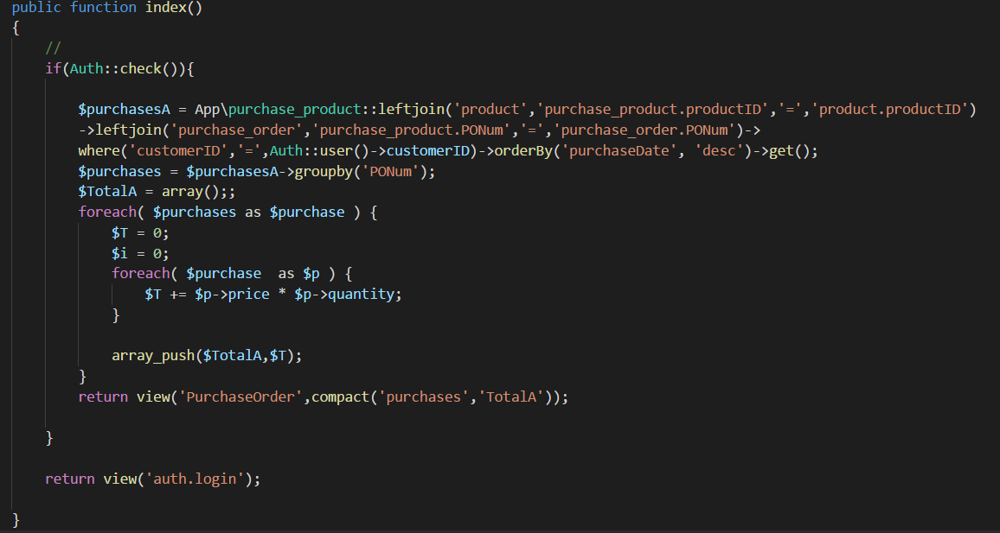 public function index()
{
    //
    if(Auth::check()){
        $purchasesA = App\purchase_product::leftjoin('product','purchase_product.productID','=','product.productID')
        ->leftjoin('purchase_order','purchase_product.PONum','=','purchase_order.PONum')->
        where('customerID','=',Auth::user()->customerID)->orderBy('purchaseDate', 'desc')->get();
        $purchases = $purchasesA->groupby('PONum');
        $TotalA = array();;
        foreach( $purchases as $purchase ) {
            $T = 0;
            $i = 0;
            foreach( $purchase  as $p ) {
                $T += $p->price * $p->quantity;
            }
            array_push($TotalA,$T);
        }
        return view('PurchaseOrder',compact('purchases','TotalA'));
    }
    return view('auth.login');
}